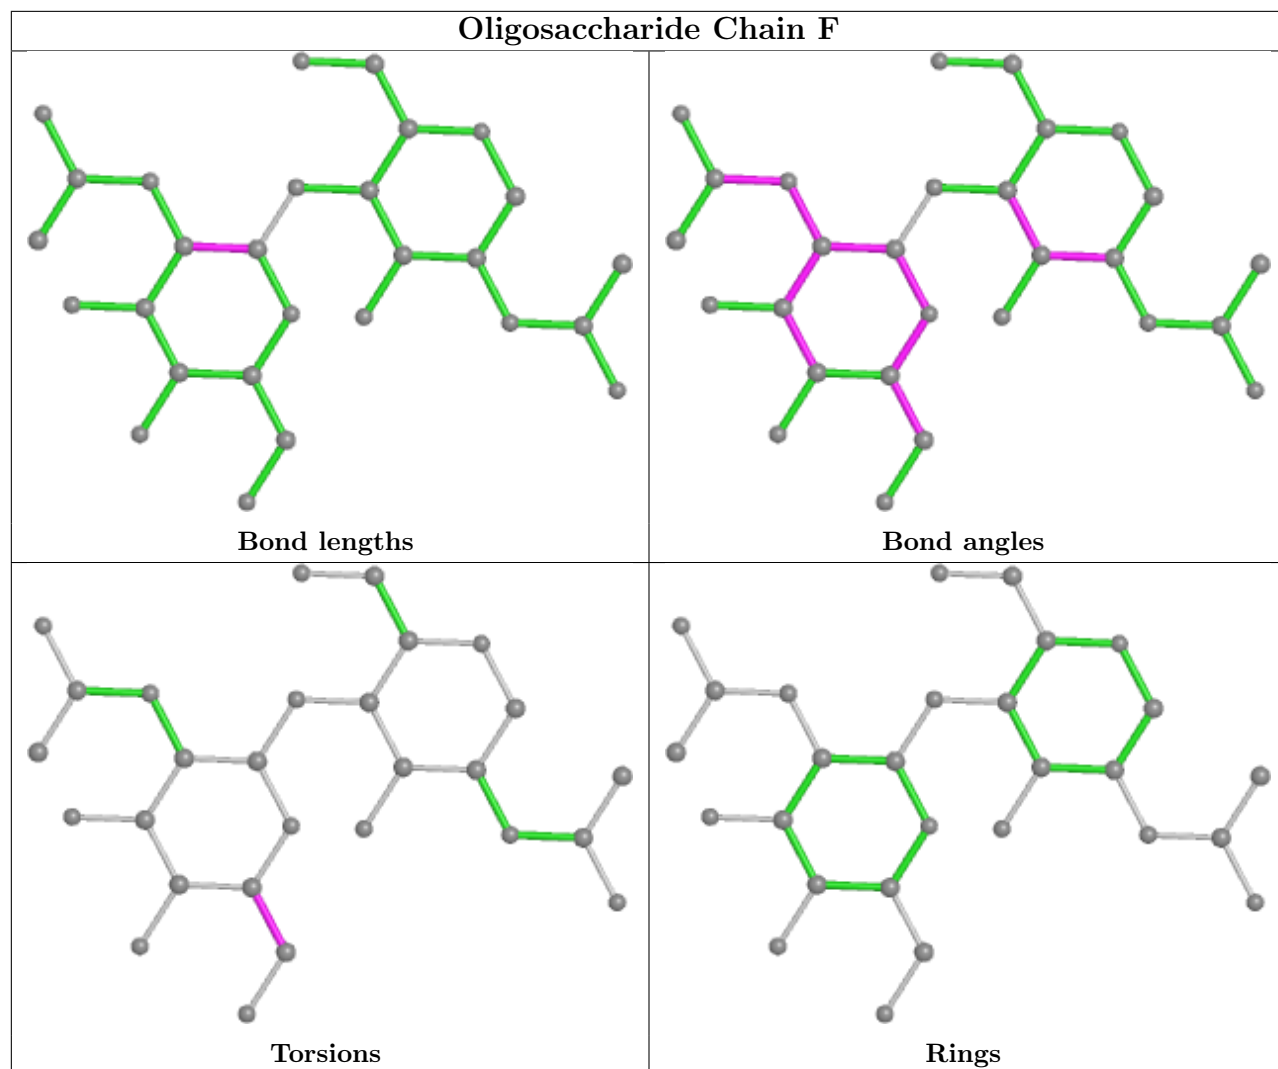 Oligosaccharide Chain F
Bond lengths
Bond angles
Torsions
Rings